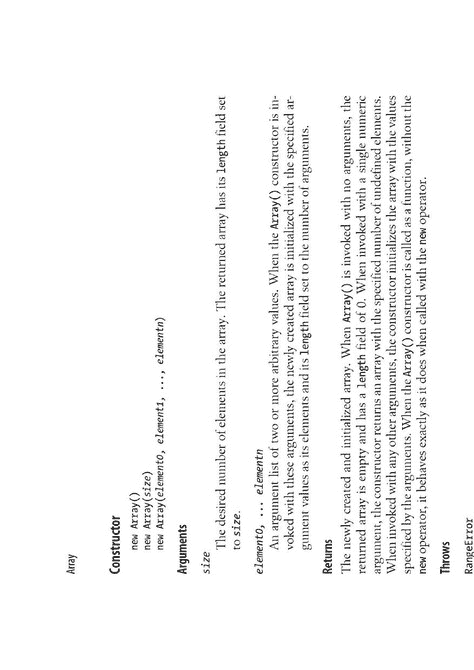 Array
Constructor
new Array()
new Array(size)
new Array(element0, element1, ..., elementn)
Arguments
size
The desired number of elements in the array. The returned array has its length field set
to size.
element0, ... elementn
An argument list of two or more arbitrary values. When the Array() constructor is in-
voked with these arguments, the newly created array is initialized with the specified ar-
gument values as its elements and its length field set to the number of arguments.
Returns
The newly created and initialized array. When Array() is invoked with no arguments, the
returned array is empty and has a length field of 0. When invoked with a single numeric
argument, the constructor returns an array with the specified number of undefined elements.
When invoked with any other arguments, the constructor initializes the array with the values
specified by the arguments. When the Array() constructor is called as a function, without the
new operator, it behaves exactly as it does when called with the new operator.
Throws
RangeError